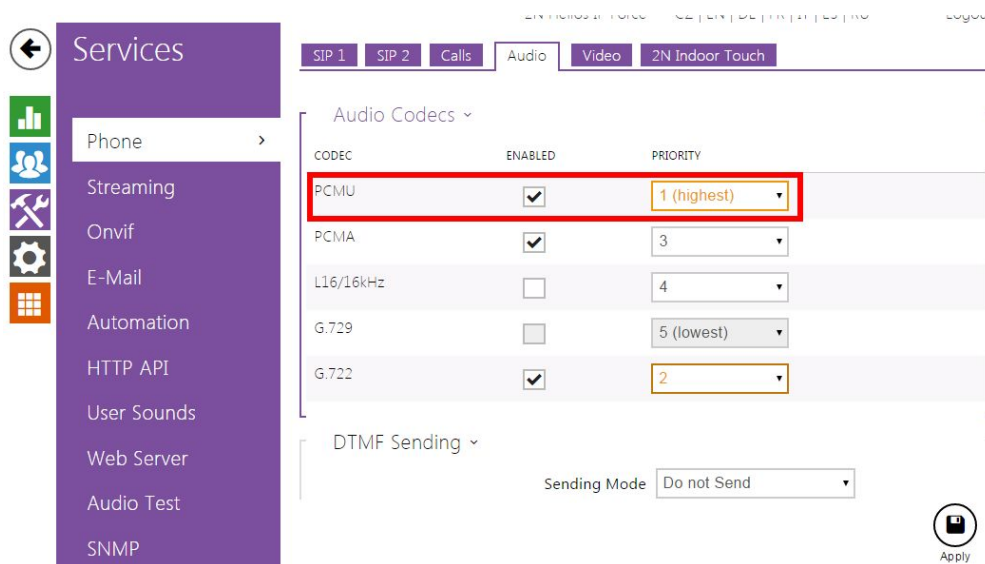 Services
SIP 1 SIP 2 Calls Audio Video 2N Indoor Touch
Audio Codecs
Phone
CODEC ENABLED PRIORITY
Streaming
PCMU 1 (highest)
Onvif
PCMA 3
E-Mail
L16/16kHz 4
Automation
G.729 5 (lowest)
HTTP API
G.722 2
User Sounds
DTMF Sending
Web Server
Sending Mode Do not Send
Audio Test
SNMP
Apply